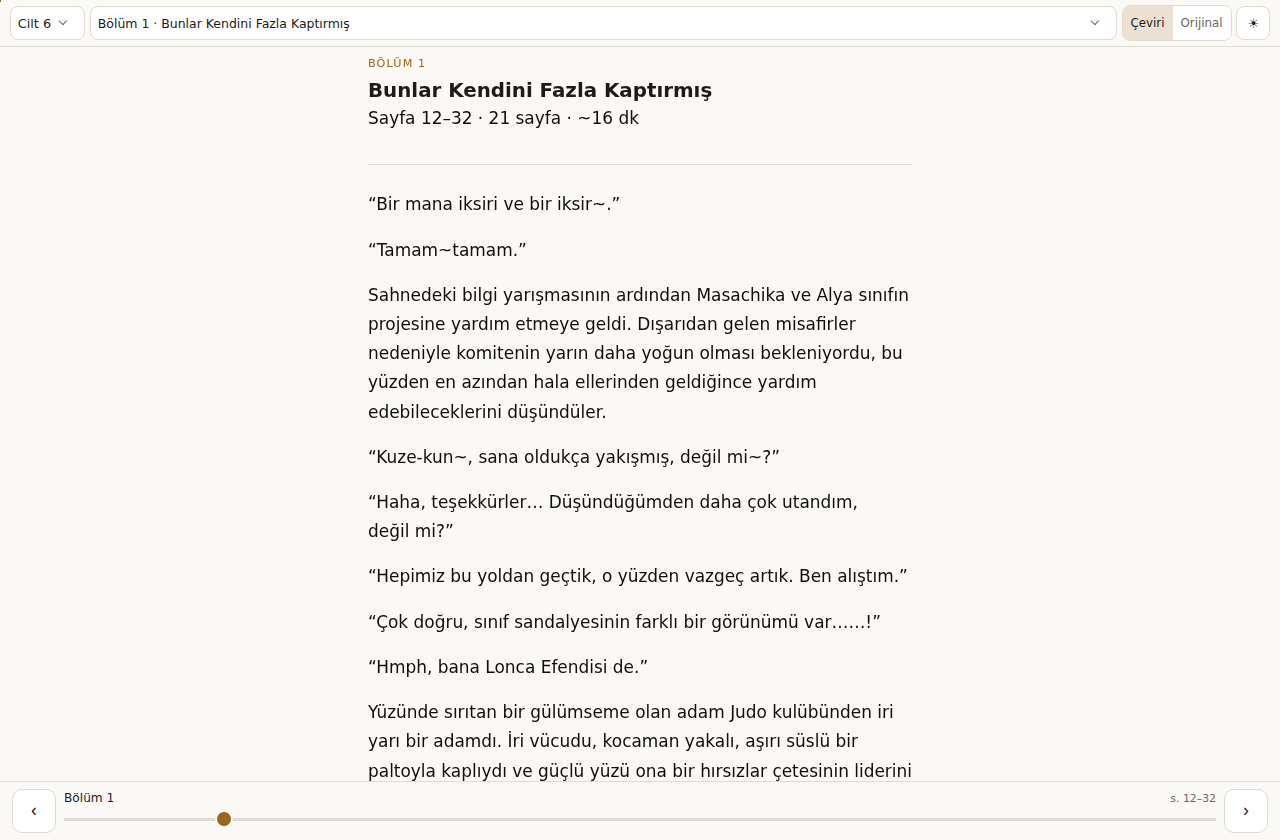 Cilt 6
Bölüm 1 · Bunlar Kendini Fazla Kaptırmış
Çeviri
Orijinal
BÖLÜM 1
Bunlar Kendini Fazla Kaptırmış
Sayfa 12–32 · 21 sayfa · ~16 dk
“Bir mana iksiri ve bir iksir~.”
“Tamam~tamam.”
Sahnedeki bilgi yarışmasının ardından Masachika ve Alya sınıfın
projesine yardım etmeye geldi. Dışarıdan gelen misafirler
nedeniyle komitenin yarın daha yoğun olması bekleniyordu, bu
yüzden en azından hala ellerinden geldiğince yardım
edebileceklerini düşündüler.
“Kuze-kun~, sana oldukça yakışmış, değil mi~?”
“Haha, teşekkürler… Düşündüğümden daha çok utandım,
değil mi?”
“Hepimiz bu yoldan geçtik, o yüzden vazgeç artık. Ben alıştım.”
“Çok doğru, sınıf sandalyesinin farklı bir görünümü var……!”
“Hmph, bana Lonca Efendisi de.”
Yüzünde sırıtan bir gülümseme olan adam Judo kulübünden iri
yarı bir adamdı. İri vücudu, kocaman yakalı, aşırı süslü bir
paltoyla kaplıydı ve güçlü yüzü ona bir hırsızlar çetesinin liderini
‹
Bölüm 1
s. 12–32
›